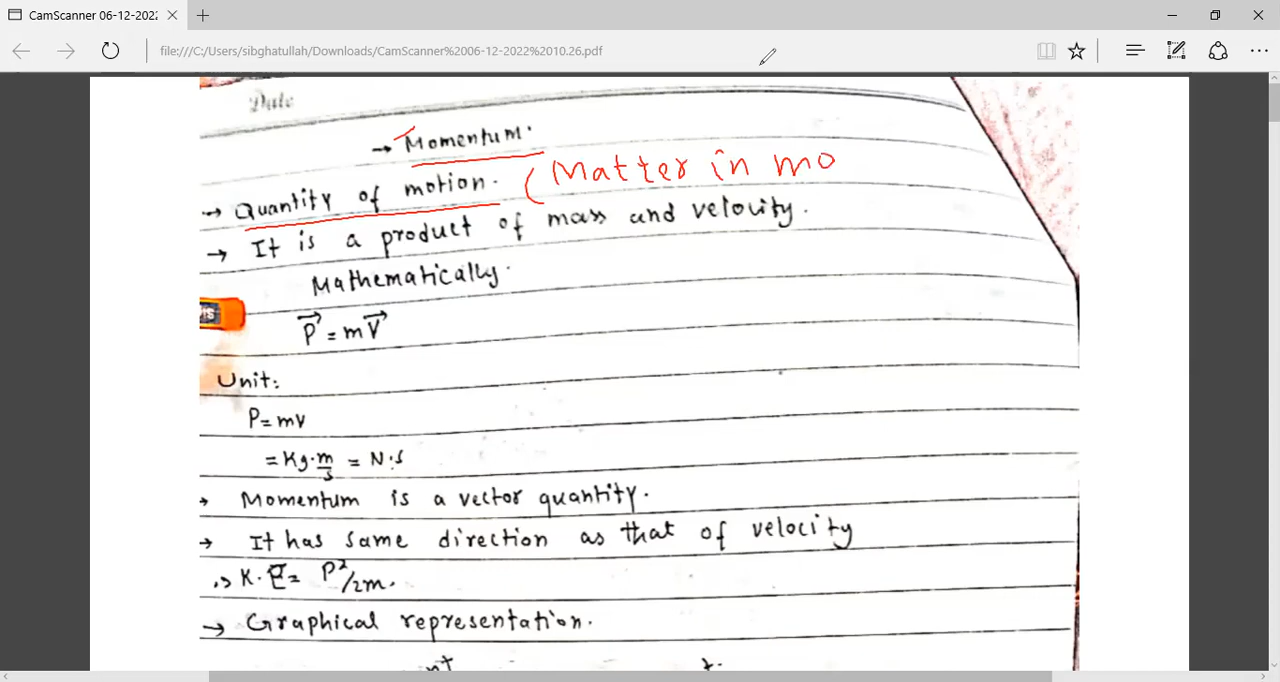 CamScanner 06-12-202
file:///C:/Users/sibghatullah/Downloads/CamScanner%2006-12-2022%2010.26.pdf
Date
→ Momentum.
→ Quantity of motion. (Matter in mo
→ It is a product of mass and velocity.
Mathematically.
P⃗ = mV⃗
Unit:
P = mv
= Kg·m/s = N·s
→ Momentum is a vector quantity.
→ It has same direction as that of velocity
→ K.E = P²/2m.
→ Graphical representation.